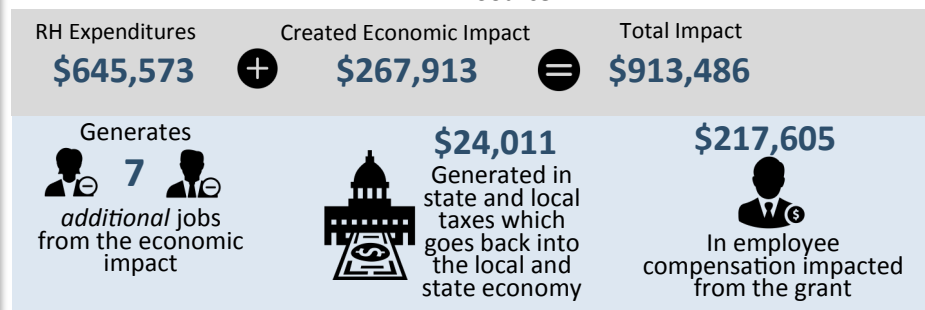 RH Expenditures
$645,573
+
Created Economic Impact
$267,913
=
Total Impact
$913,486
Generates
7
additional jobs
from the economic
impact
$24,011
Generated in
state and local
taxes which
goes back into
the local and
state economy
$217,605
In employee
compensation impacted
from the grant